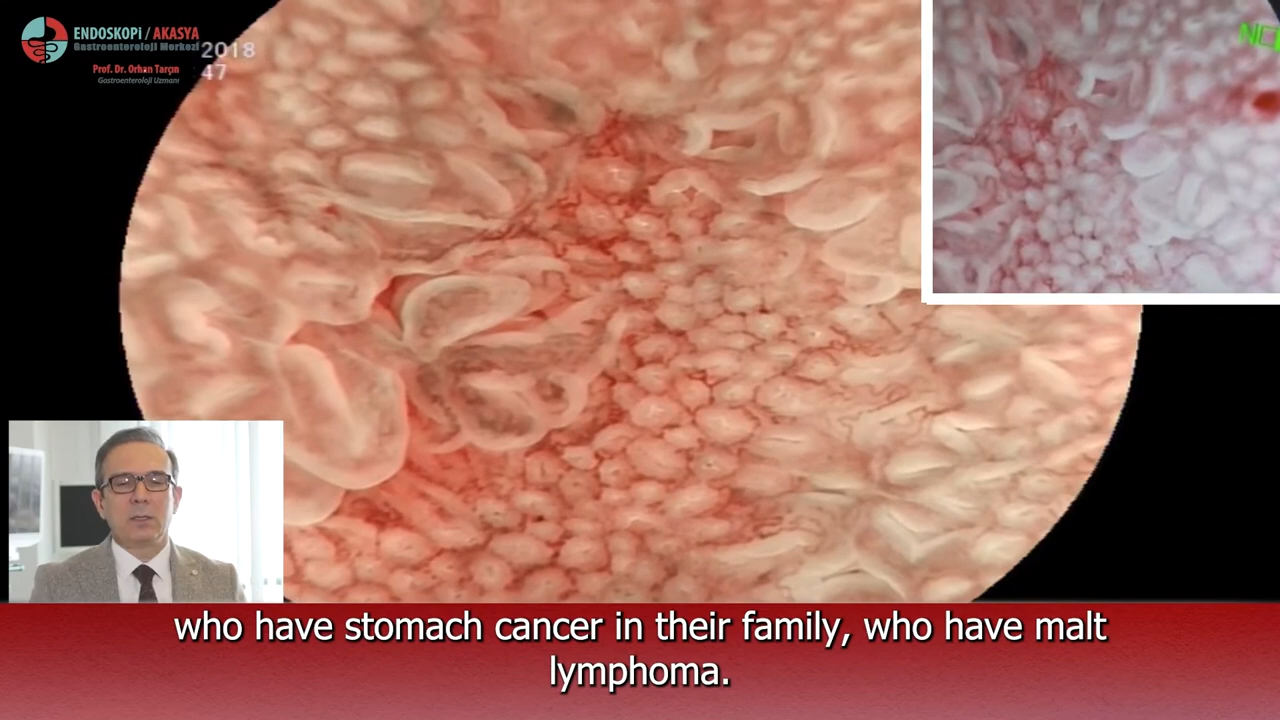 ENDOSKOPi / AKASYA
Gastroenteroloji Merkezi
Prof. Dr. Orhan Tarçın
Gastroenteroloji Uzmanı
2018
47
who have stomach cancer in their family, who have malt
lymphoma.